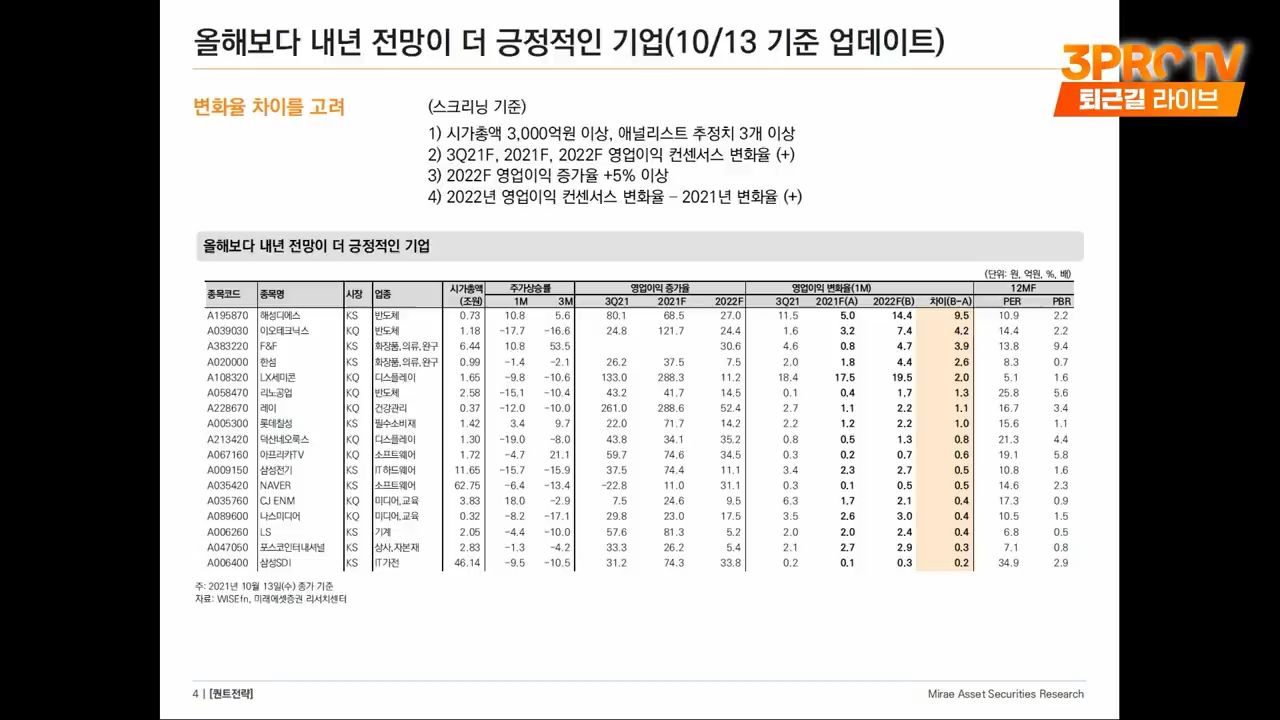 올해보다 내년 전망이 더 긍정적인 기업(10/13 기준 업데이트)
3PROTV
퇴근길 라이브
변화율 차이를 고려
(스크리닝 기준)
1) 시가총액 3,000억원 이상, 애널리스트 추정치 3개 이상
2) 3Q21F, 2021F, 2022F 영업이익 컨센서스 변화율 (+)
3) 2022F 영업이익 증가율 +5% 이상
4) 2022년 영업이익 컨센서스 변화율 – 2021년 변화율 (+)
올해보다 내년 전망이 더 긍정적인 기업
(단위: 원, 억원, %, 배)
종목코드 종목명 시장 업종 시가총액 주가상승률 영업이익 증가율 영업이익 변화율(1M) 12MF
(조원) 1M 3M 3Q21 2021F 2022F 3Q21 2021F(A) 2022F(B) 차이(B-A) PER PBR
A195870 해성디에스 KS 반도체 0.73 10.8 5.6 80.1 68.5 27.0 11.5 5.0 14.4 9.5 10.9 2.2
A039030 이오테크닉스 KQ 반도체 1.18 -17.7 -16.6 24.8 121.7 24.4 1.6 3.2 7.4 4.2 14.4 2.2
A383220 F&F KS 화장품,의류,완구 6.44 10.8 53.5 30.6 4.6 0.8 4.7 3.9 13.8 9.4
A020000 한섬 KS 화장품,의류,완구 0.99 -1.4 -2.1 26.2 37.5 7.5 2.0 1.8 4.4 2.6 8.3 0.7
A108320 LX세미콘 KQ 디스플레이 1.65 -9.8 -10.6 133.0 288.3 11.2 18.4 17.5 19.5 2.0 5.1 1.6
A058470 리노공업 KQ 반도체 2.58 -15.1 -10.4 43.2 41.7 14.5 0.1 0.4 1.7 1.3 25.8 5.6
A228670 레이 KQ 건강관리 0.37 -12.0 -10.0 261.0 288.6 52.4 2.7 1.1 2.2 1.1 16.7 3.4
A005300 롯데칠성 KS 필수소비재 1.42 3.4 9.7 22.0 71.7 14.2 2.2 1.2 2.2 1.0 15.6 1.1
A213420 덕산네오룩스 KQ 디스플레이 1.30 -19.0 -8.0 43.8 34.1 35.2 0.8 0.5 1.3 0.8 21.3 4.4
A067160 아프리카TV KQ 소프트웨어 1.72 -4.7 21.1 59.7 74.6 34.5 0.3 0.2 0.7 0.6 19.1 5.8
A009150 삼성전기 KS IT하드웨어 11.65 -15.7 -15.9 37.5 74.4 11.1 3.4 2.3 2.7 0.5 10.8 1.6
A035420 NAVER KS 소프트웨어 62.75 -6.4 -13.4 -22.8 11.0 31.1 0.3 0.1 0.5 0.5 14.6 2.3
A035760 CJ ENM KQ 미디어,교육 3.83 18.0 -2.9 7.5 24.6 9.5 6.3 1.7 2.1 0.4 17.3 0.9
A089600 나스미디어 KQ 미디어,교육 0.32 -8.2 -17.1 29.8 23.0 17.5 3.5 2.6 3.0 0.4 10.5 1.5
A006260 LS KS 기계 2.05 -4.4 -10.0 57.6 81.3 5.2 2.0 2.0 2.4 0.4 6.8 0.5
A047050 포스코인터내셔널 KS 상사,자본재 2.83 -1.3 -4.2 33.3 26.2 5.4 2.1 2.7 2.9 0.3 7.1 0.8
A006400 삼성SDI KS IT가전 46.14 -9.5 -10.5 31.2 74.3 33.8 0.2 0.1 0.3 0.2 34.9 2.9
주: 2021년 10월 13일(수) 종가 기준
자료: WISEfn, 미래에셋증권 리서치센터
4 | [퀀트전략]
Mirae Asset Securities Research